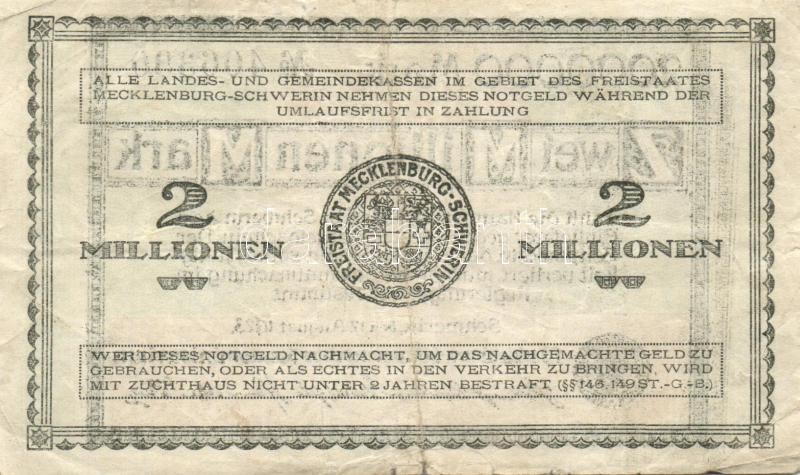 ALLE LANDES- UND GEMEINDEKASSEN IM GEBIET DES FREISTAATES
MECKLENBURG-SCHWERIN NEHMEN DIESES NOTGELD WÄHREND DER
UMLAUFSFRIST IN ZAHLUNG
2
MILLIONEN
FREISTAAT MECKLENBURG-SCHWERIN
2
MILLIONEN
WER DIESES NOTGELD NACHMACHT, UM DAS NACHGEMACHTE GELD ZU
GEBRAUCHEN, ODER ALS ECHTES IN DEN VERKEHR ZU BRINGEN, WIRD
MIT ZUCHTHAUS NICHT UNTER 2 JAHREN BESTRAFT (§§ 146, 149 ST.-G.-B.)